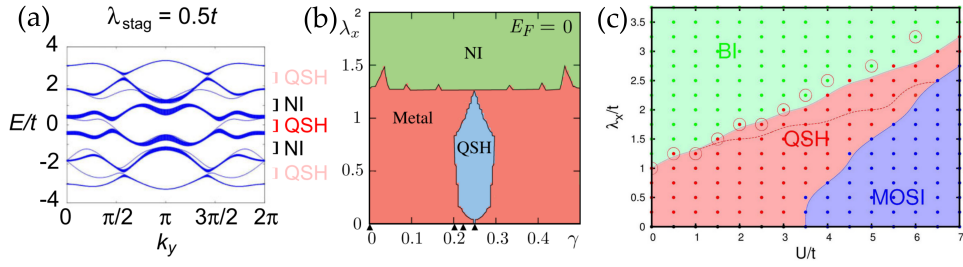 (a)
λstag = 0.5t
4
2
0
-2
-4
E/t
0
π/2
π
3π/2
2π
ky
QSH
NI
QSH
NI
QSH
(b)
λx
EF = 0
2
1.5
1
0.5
0
NI
Metal
QSH
0
0.1
0.2
0.3
0.4
γ
(c)
λx/t
3.5
3
2.5
2
1.5
1
0.5
0
BI
QSH
MOSI
0
1
2
3
4
5
6
7
U/t